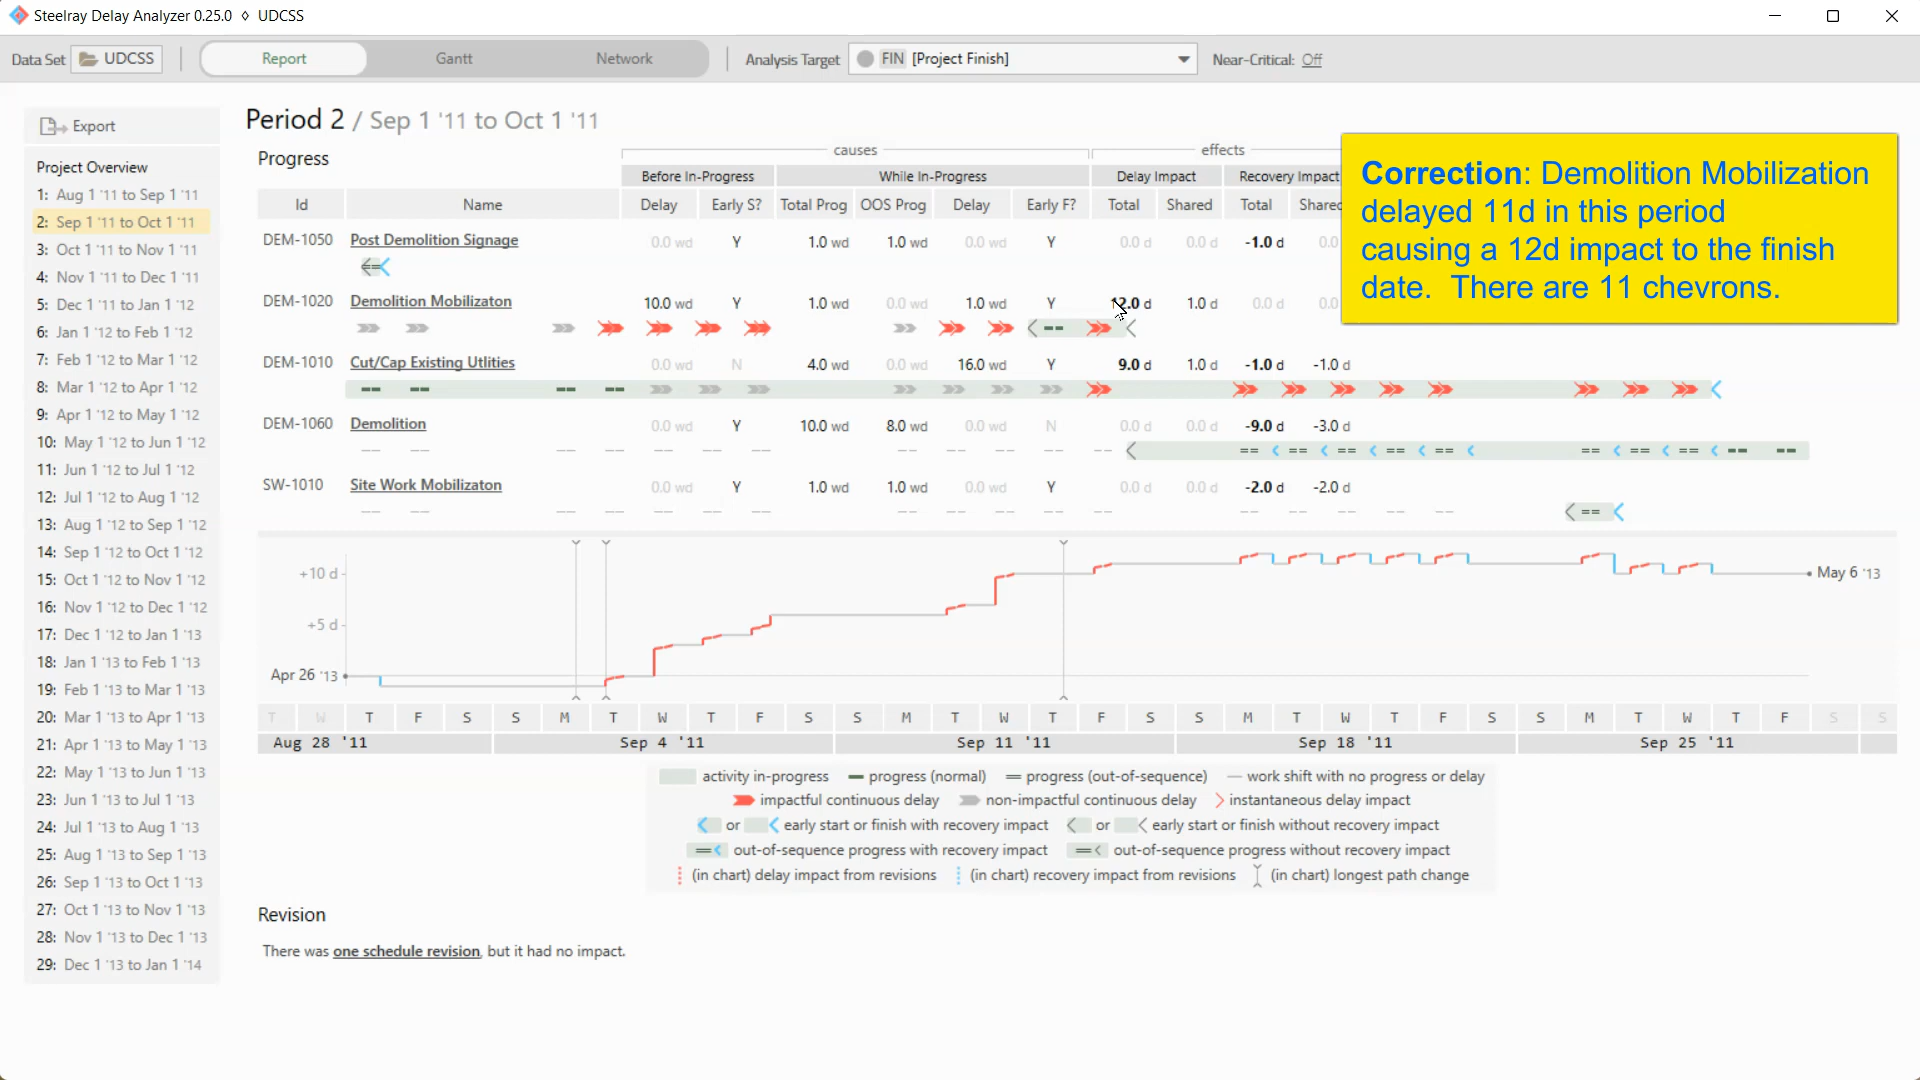 Steelray Delay Analyzer 0.25.0 ◊ UDCSS
Data Set UDCSS Report Gantt Network Analysis Target FIN [Project Finish] Near-Critical: Off
Export
Project Overview
1: Aug 1 '11 to Sep 1 '11
2: Sep 1 '11 to Oct 1 '11
3: Oct 1 '11 to Nov 1 '11
4: Nov 1 '11 to Dec 1 '11
5: Dec 1 '11 to Jan 1 '12
6: Jan 1 '12 to Feb 1 '12
7: Feb 1 '12 to Mar 1 '12
8: Mar 1 '12 to Apr 1 '12
9: Apr 1 '12 to May 1 '12
10: May 1 '12 to Jun 1 '12
11: Jun 1 '12 to Jul 1 '12
12: Jul 1 '12 to Aug 1 '12
13: Aug 1 '12 to Sep 1 '12
14: Sep 1 '12 to Oct 1 '12
15: Oct 1 '12 to Nov 1 '12
16: Nov 1 '12 to Dec 1 '12
17: Dec 1 '12 to Jan 1 '13
18: Jan 1 '13 to Feb 1 '13
19: Feb 1 '13 to Mar 1 '13
20: Mar 1 '13 to Apr 1 '13
21: Apr 1 '13 to May 1 '13
22: May 1 '13 to Jun 1 '13
23: Jun 1 '13 to Jul 1 '13
24: Jul 1 '13 to Aug 1 '13
25: Aug 1 '13 to Sep 1 '13
26: Sep 1 '13 to Oct 1 '13
27: Oct 1 '13 to Nov 1 '13
28: Nov 1 '13 to Dec 1 '13
29: Dec 1 '13 to Jan 1 '14
Period 2 / Sep 1 '11 to Oct 1 '11
Progress
causes effects
Before In-Progress While In-Progress Delay Impact Recovery Impact
Id Name Delay Early S? Total Prog OOS Prog Delay Early F? Total Shared Total Shared
DEM-1050 Post Demolition Signage 0.0 wd Y 1.0 wd 1.0 wd 0.0 wd Y 0.0 d 0.0 d -1.0 d 0.0
DEM-1020 Demolition Mobilizaton 10.0 wd Y 1.0 wd 0.0 wd 1.0 wd Y 12.0 d 1.0 d 0.0 d 0.0
DEM-1010 Cut/Cap Existing Utlities 0.0 wd N 4.0 wd 0.0 wd 16.0 wd Y 9.0 d 1.0 d -1.0 d -1.0 d
DEM-1060 Demolition 0.0 wd Y 10.0 wd 8.0 wd 0.0 wd N 0.0 d 0.0 d -9.0 d -3.0 d
SW-1010 Site Work Mobilizaton 0.0 wd Y 1.0 wd 1.0 wd 0.0 wd Y 0.0 d 0.0 d -2.0 d -2.0 d
Correction: Demolition Mobilization
delayed 11d in this period
causing a 12d impact to the finish
date. There are 11 chevrons.
+10 d
May 6 '13
+5 d
Apr 26 '13
T W T F S S M T W T F S S M T W T F S S M T W T F S S M T W T F S S
Aug 28 '11 Sep 4 '11 Sep 11 '11 Sep 18 '11 Sep 25 '11
activity in-progress progress (normal) progress (out-of-sequence) work shift with no progress or delay
impactful continuous delay non-impactful continuous delay instantaneous delay impact
or early start or finish with recovery impact or early start or finish without recovery impact
out-of-sequence progress with recovery impact out-of-sequence progress without recovery impact
(in chart) delay impact from revisions (in chart) recovery impact from revisions (in chart) longest path change
Revision
There was one schedule revision, but it had no impact.